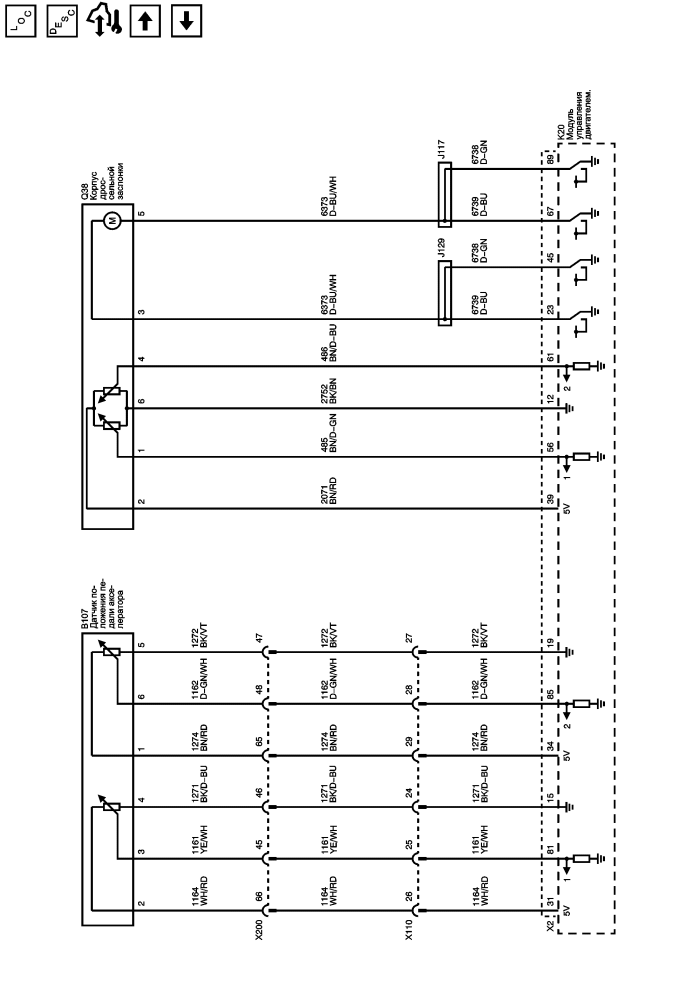 LOC
DESC
Q38
Корпус
дрос-
сельной
заслонки
M
5
3
4
6
1
2
6373
D-BU/WH
6373
D-BU/WH
486
BN/D-BU
2752
BK/BN
485
BN/D-GN
2071
BN/RD
J117
J129
6738
D-GN
6739
D-BU
6738
D-GN
6739
D-BU
K20
Модуль
управления
двигателем.
89
67
45
23
61
12
56
39
2
1
5V
B107
Датчик по-
ложения пе-
дали аксе-
лератора
5
6
1
4
3
2
1272
BK/VT
1162
D-GN/WH
1274
BN/RD
1271
BK/D-BU
1161
YE/WH
1164
WH/RD
47
48
65
46
45
66
X200
1272
BK/VT
1162
D-GN/WH
1274
BN/RD
1271
BK/D-BU
1161
YE/WH
1164
WH/RD
27
28
29
24
25
26
X110
1272
BK/VT
1162
D-GN/WH
1274
BN/RD
1271
BK/D-BU
1161
YE/WH
1164
WH/RD
19
85
34
15
81
31
X2
2
5V
1
5V